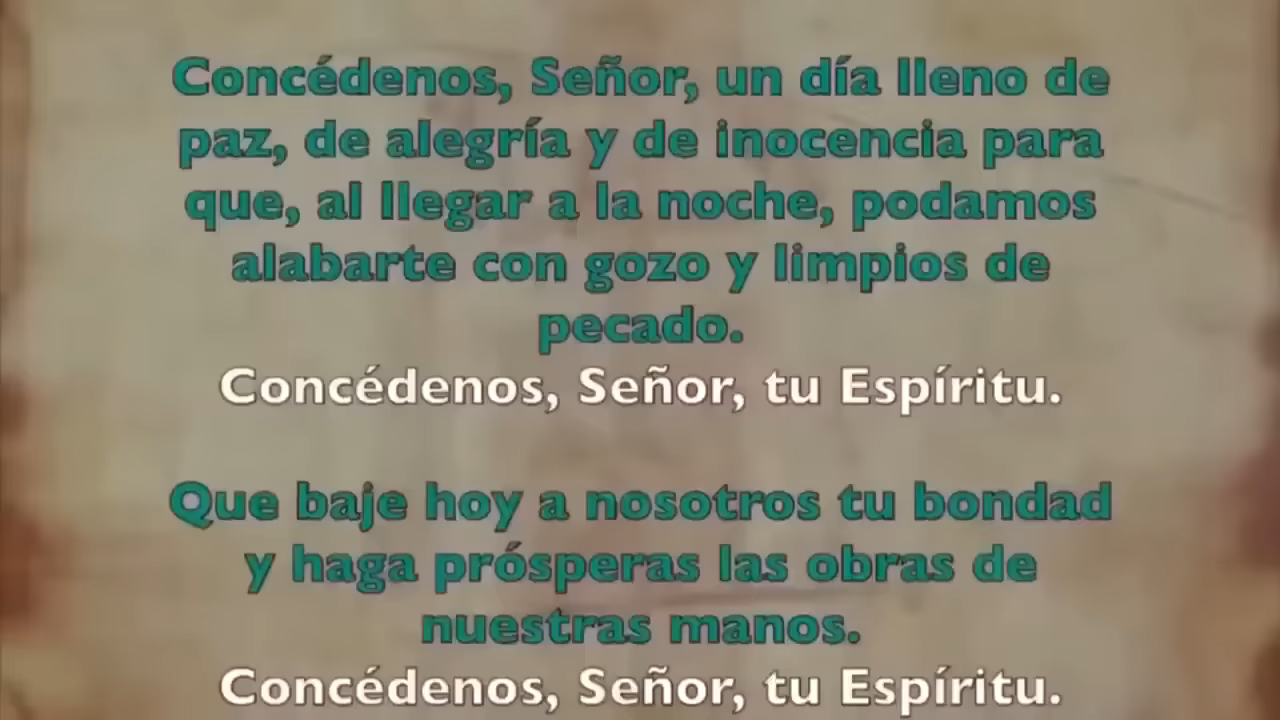 Concédenos, Señor, un día lleno de
paz, de alegría y de inocencia para
que, al llegar a la noche, podamos
alabarte con gozo y limpios de
pecado.
Concédenos, Señor, tu Espíritu.
Que baje hoy a nosotros tu bondad
y haga prósperas las obras de
nuestras manos.
Concédenos, Señor, tu Espíritu.